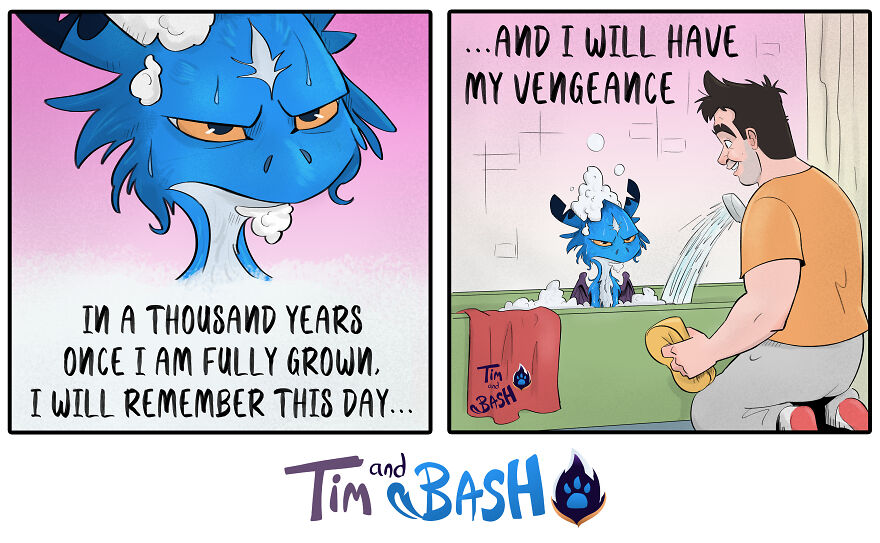 IN A THOUSAND YEARS
ONCE I AM FULLY GROWN,
I WILL REMEMBER THIS DAY...
...AND I WILL HAVE
MY VENGEANCE
TIM
and
BASH
TIM and BASH